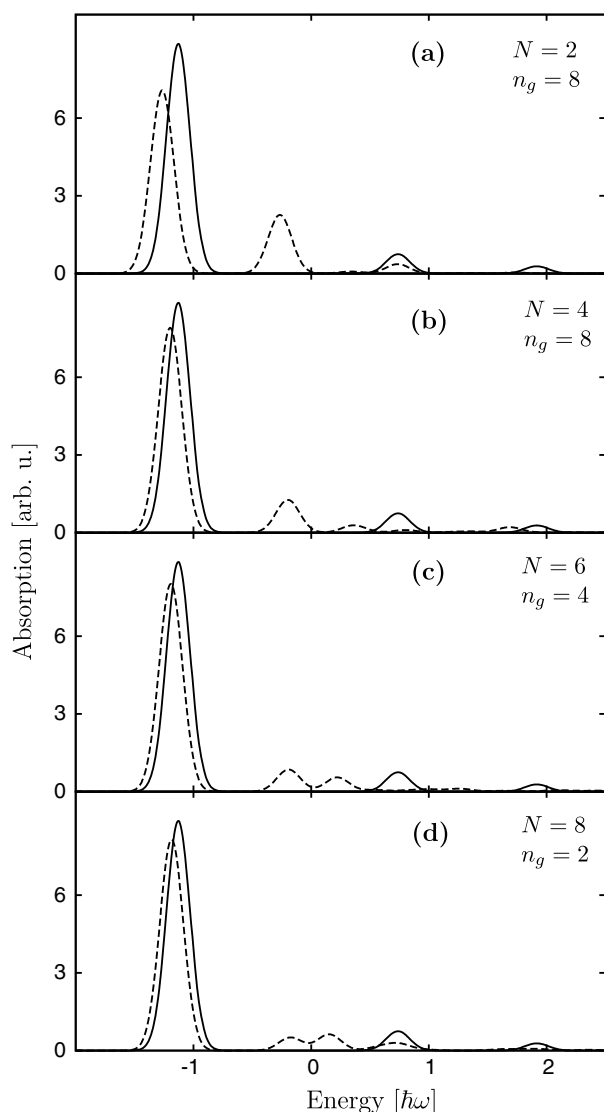 (a)
N = 2
n_g = 8
6
3
0
(b)
N = 4
n_g = 8
6
3
0
(c)
N = 6
n_g = 4
6
3
0
(d)
N = 8
n_g = 2
6
3
0
-1 0 1 2
Absorption [arb. u.]
Energy [ħω]